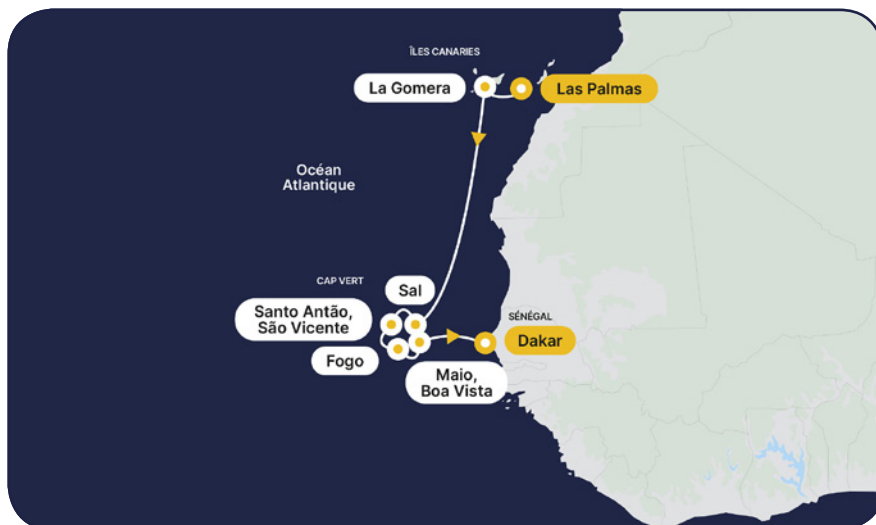 ÎLES CANARIES
La Gomera
Las Palmas
Océan
Atlantique
CAP VERT
Sal
Santo Antão,
São Vicente
SÉNÉGAL
Dakar
Fogo
Maio,
Boa Vista